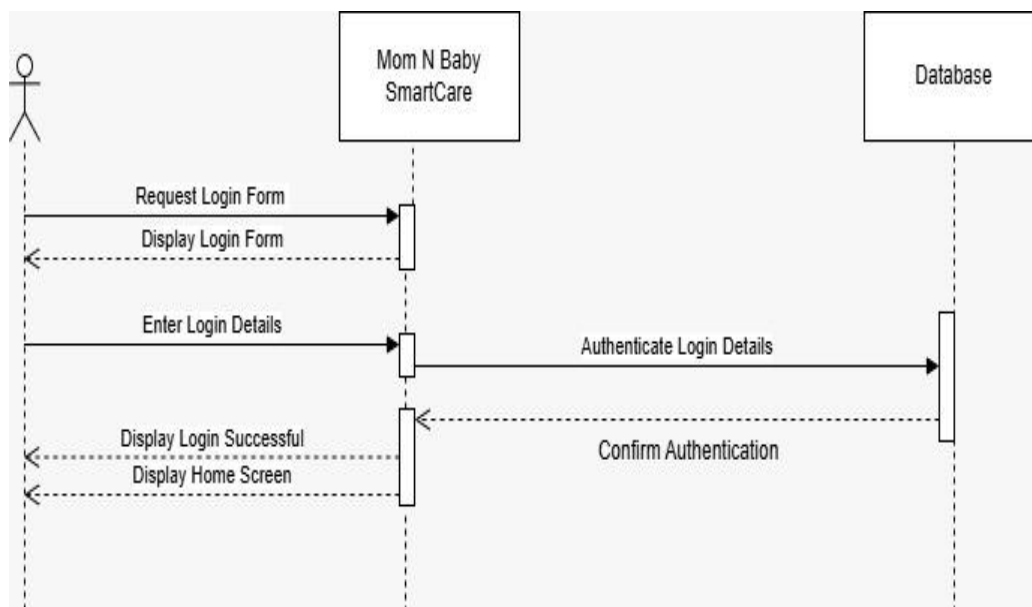 Mom N Baby
SmartCare
Database
Request Login Form
Display Login Form
Enter Login Details
Authenticate Login Details
Display Login Successful
Confirm Authentication
Display Home Screen